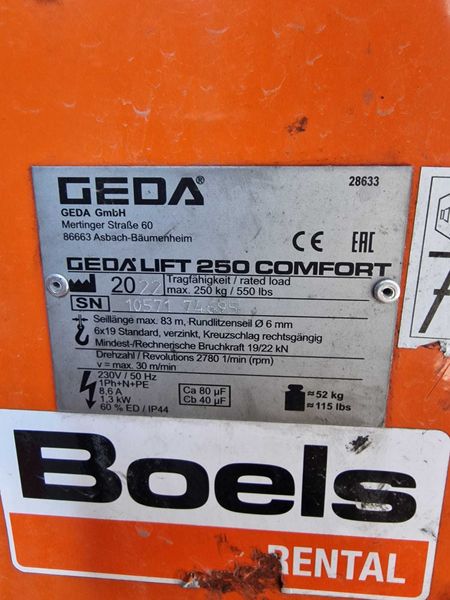 GEDA®
28633
GEDA GmbH
Mertinger Straße 60
86663 Asbach-Bäumenheim
CE EAC
GEDA LIFT 250 COMFORT
2022 Tragfähigkeit / rated load
max. 250 kg / 550 lbs
SN 10571
Seillänge max. 83 m, Rundlitzenseil Ø 6 mm
6x19 Standard, verzinkt, Kreuzschlag rechtsgängig
Mindest-/Rechnerische Bruchkraft 19/22 kN
Drehzahl / Revolutions 2780 1/min (rpm)
v = max. 30 m/min
230V / 50 Hz
1Ph+N+PE
8.6 A
1,3 kW
60 % ED / IP44
Ca 80 µF
Cb 40 µF
≈ 52 kg
≈ 115 lbs
Boels
RENTAL